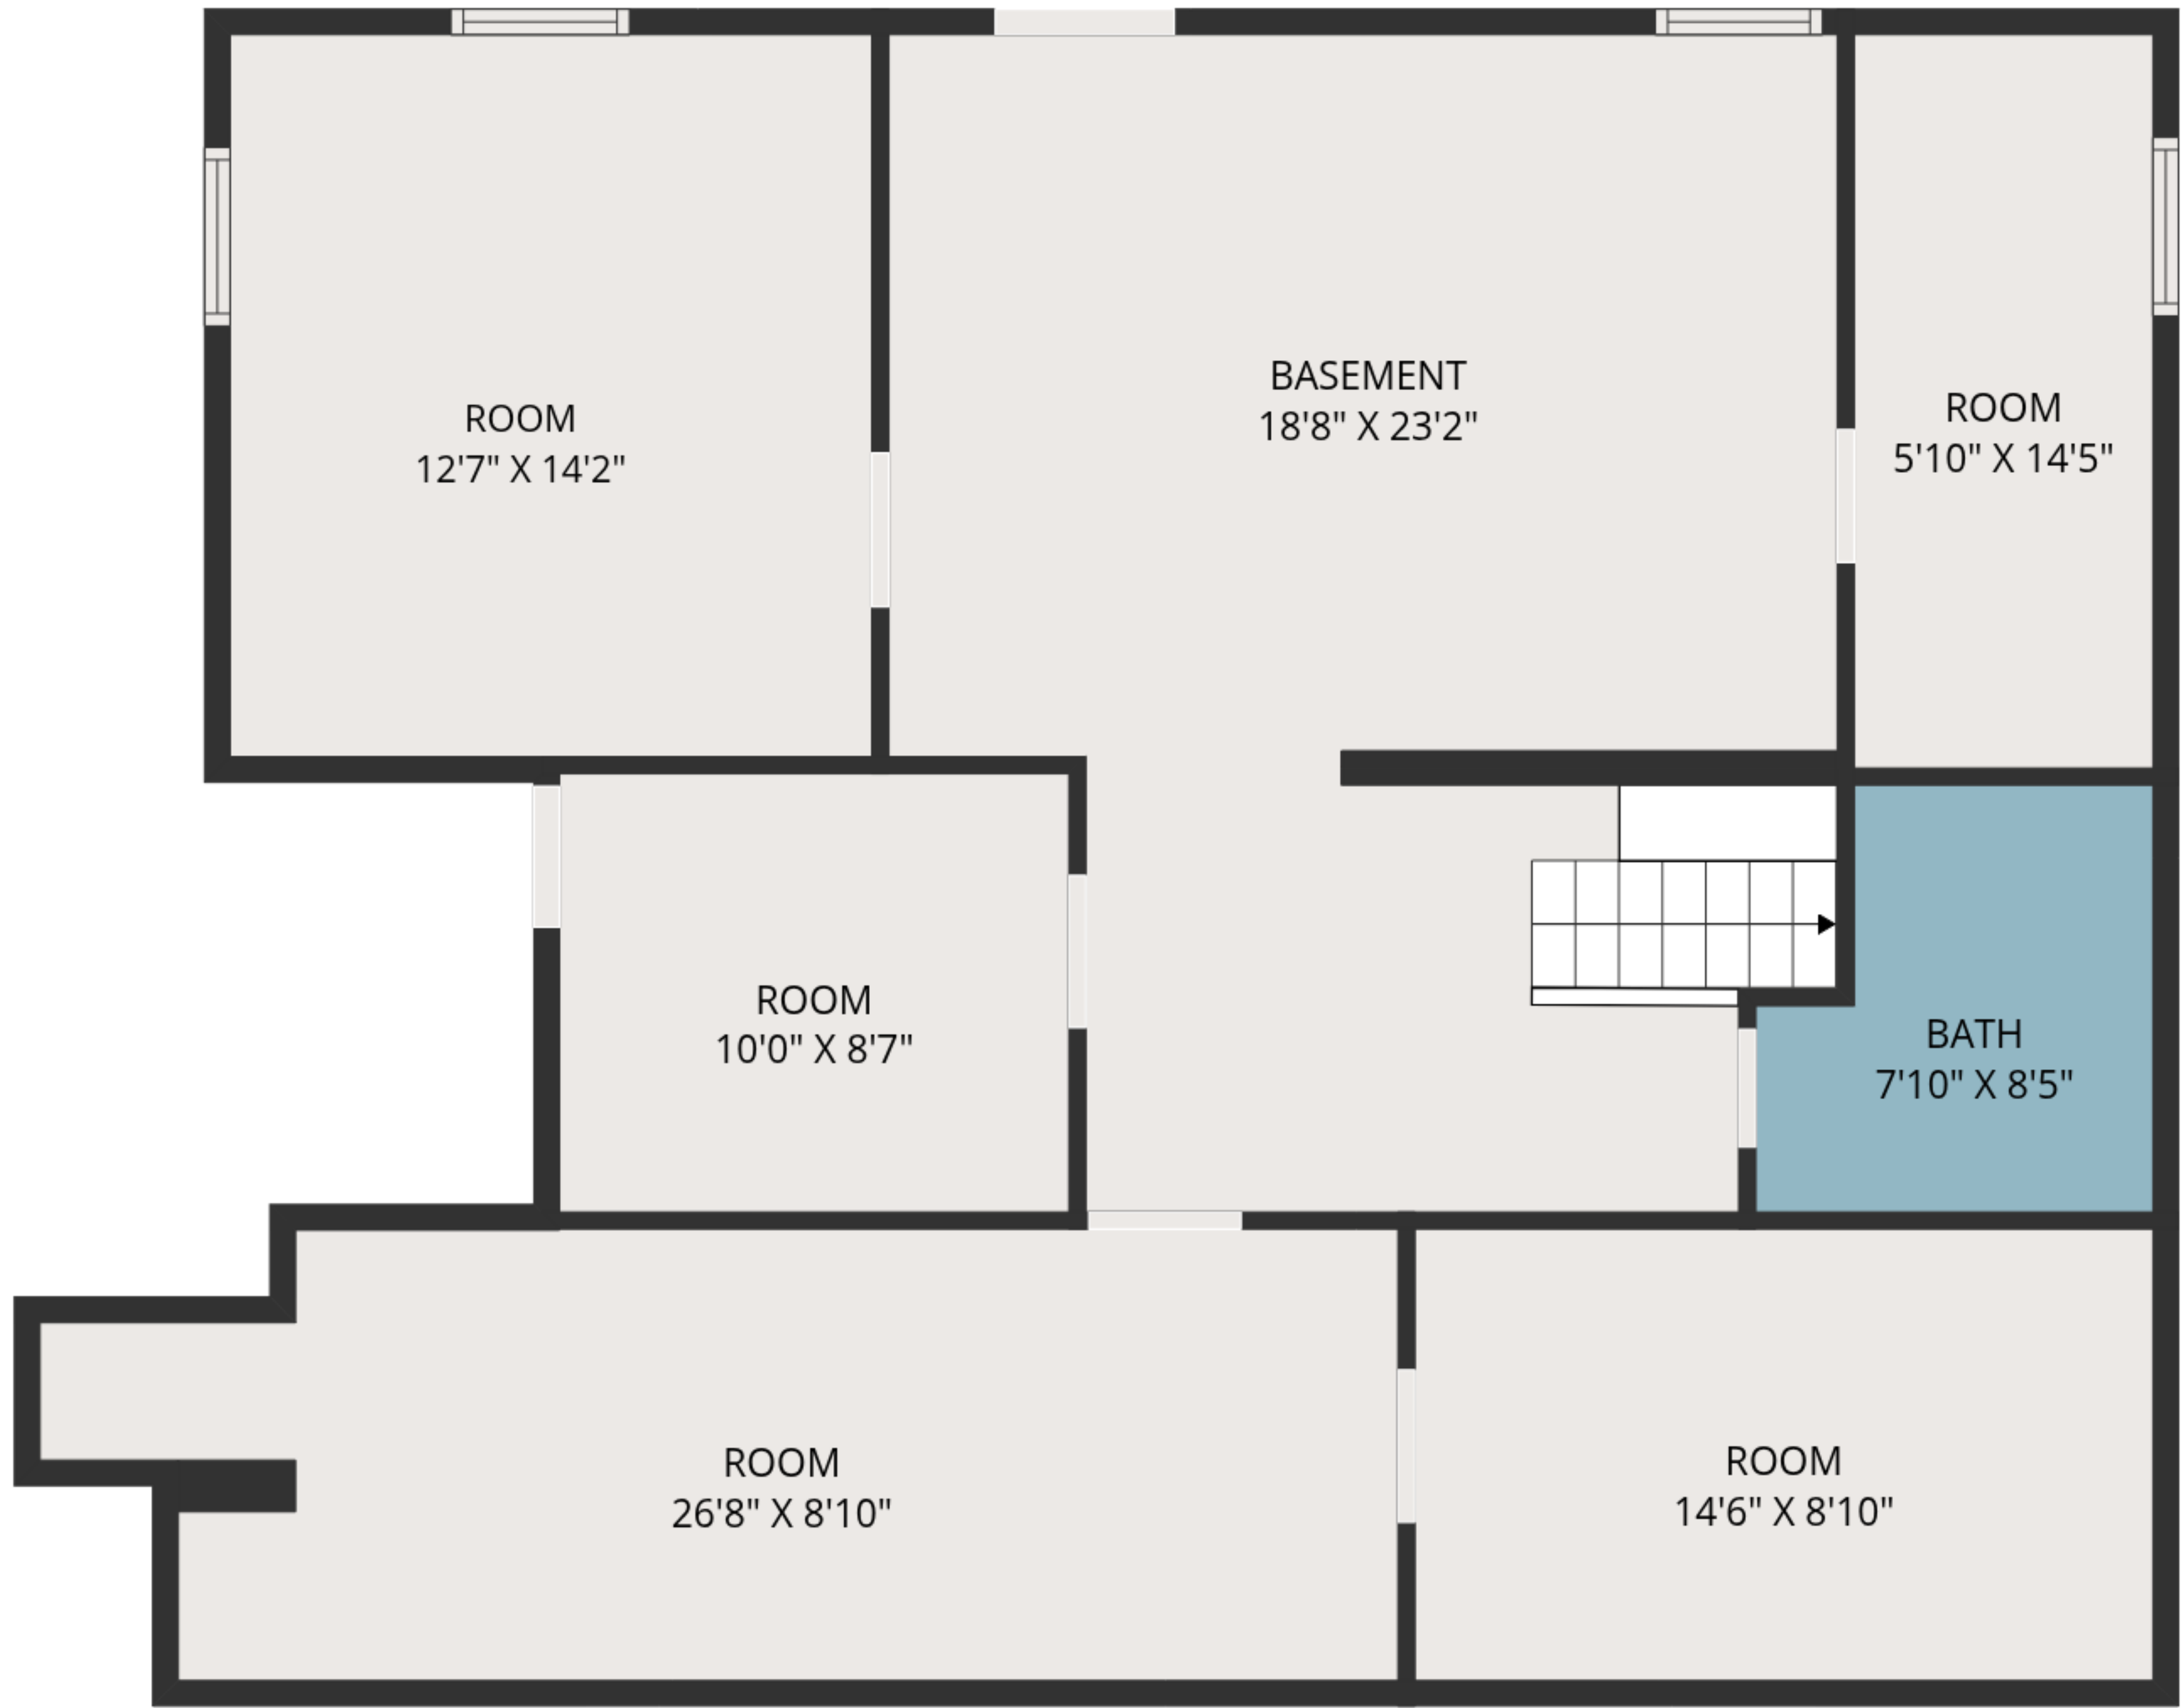 BASEMENT
18'8" X 23'2"
ROOM
12'7" X 14'2"
ROOM
5'10" X 14'5"
ROOM
10'0" X 8'7"
BATH
7'10" X 8'5"
ROOM
26'8" X 8'10"
ROOM
14'6" X 8'10"